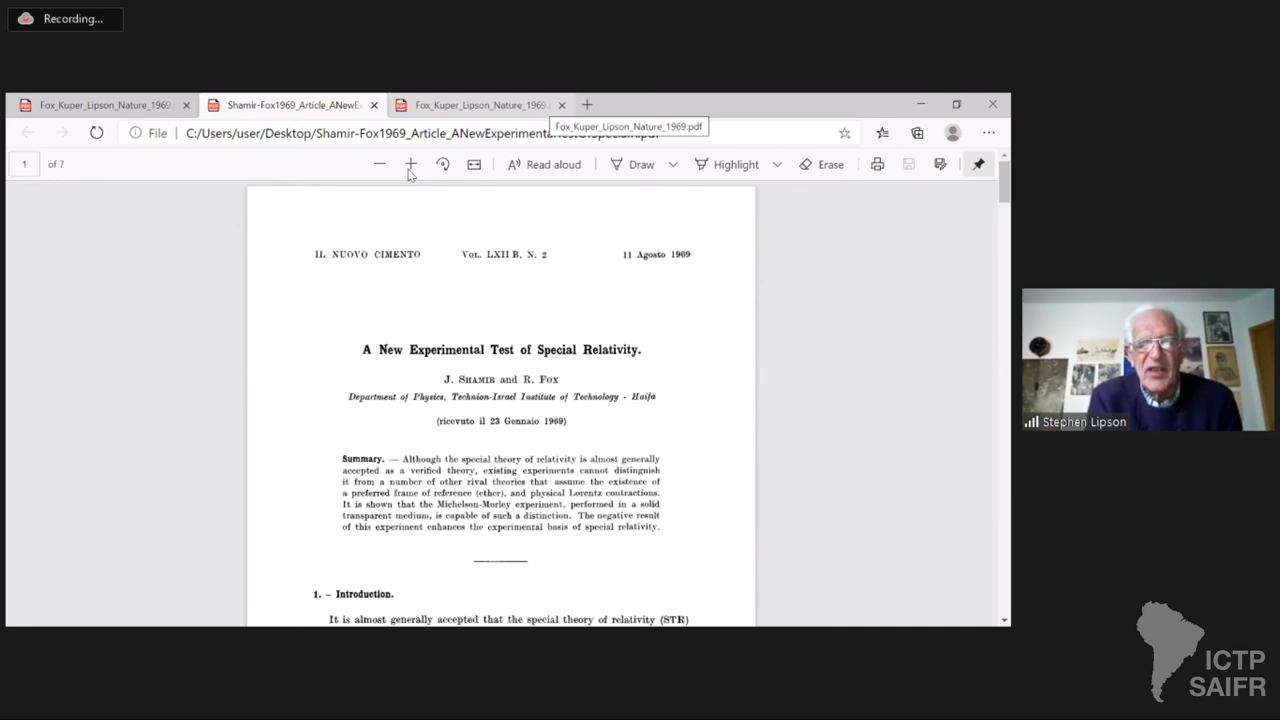 Recording...
Fox_Kuper_Lipson_Nature_1969.
Shamir-Fox1969_Article_ANewEx
Fox_Kuper_Lipson_Nature_1969.
File
C:/Users/user/Desktop/Shamir-Fox1969_Article_ANewExperimenta
Fox_Kuper_Lipson_Nature_1969.pdf
1 of 7
Read aloud
Draw
Highlight
Erase
IL NUOVO CIMENTO VOL. LXII B, N. 2 11 Agosto 1969
A New Experimental Test of Special Relativity.
J. SHAMIR and R. FOX
Department of Physics, Technion-Israel Institute of Technology - Haifa
(ricevuto il 23 Gennaio 1969)
Summary. — Although the special theory of relativity is almost generally
accepted as a verified theory, existing experiments cannot distinguish
it from a number of other rival theories that assume the existence of
a preferred frame of reference (ether), and physical Lorentz contractions.
It is shown that the Michelson-Morley experiment, performed in a solid
transparent medium, is capable of such a distinction. The negative result
of this experiment enhances the experimental basis of special relativity.
1. – Introduction.
It is almost generally accepted that the special theory of relativity (STR)
Stephen Lipson
ICTP
SAIFR